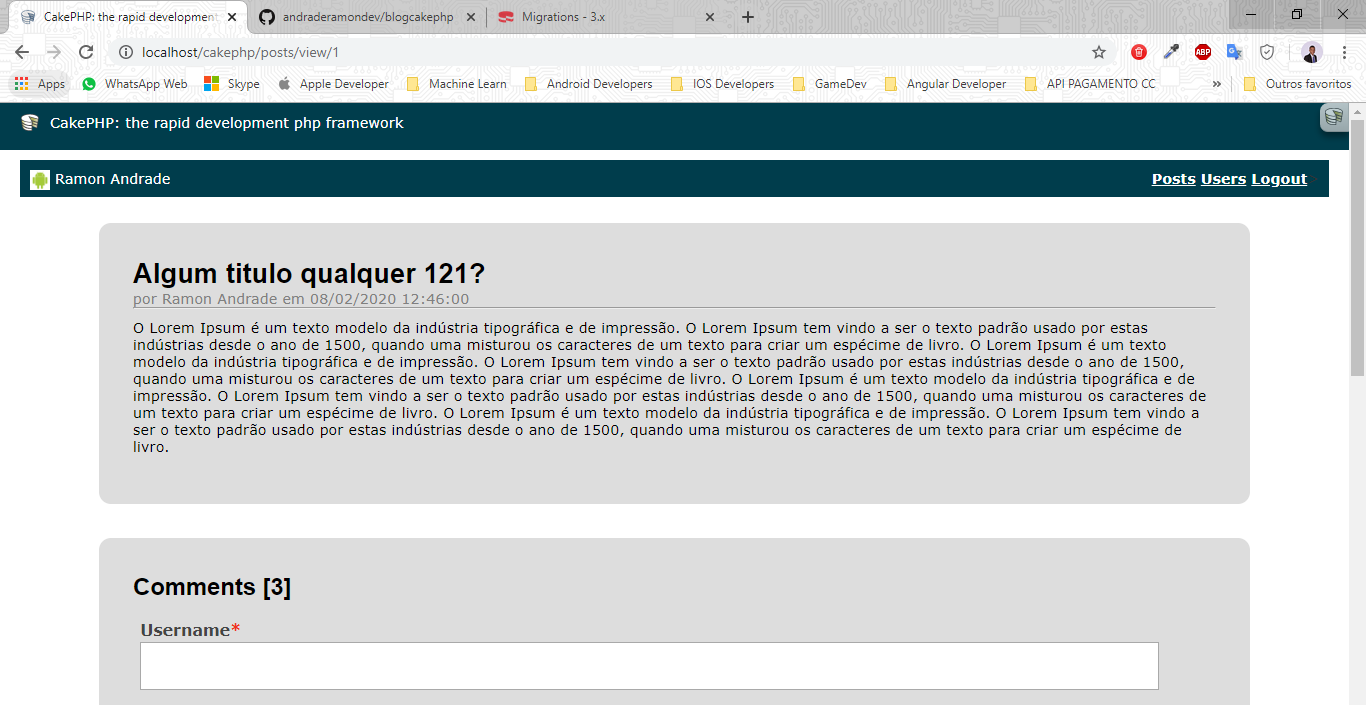 CakePHP: the rapid development
andraderamondev/blogcakephp
Migrations - 3.x
localhost/cakephp/posts/view/1
ABP
Apps
WhatsApp Web
Skype
Apple Developer
Machine Learn
Android Developers
IOS Developers
GameDev
Angular Developer
API PAGAMENTO CC
»
Outros favoritos
CakePHP: the rapid development php framework
Ramon Andrade
Posts Users Logout
Algum titulo qualquer 121?
por Ramon Andrade em 08/02/2020 12:46:00
O Lorem Ipsum é um texto modelo da indústria tipográfica e de impressão. O Lorem Ipsum tem vindo a ser o texto padrão usado por estas
indústrias desde o ano de 1500, quando uma misturou os caracteres de um texto para criar um espécime de livro. O Lorem Ipsum é um texto
modelo da indústria tipográfica e de impressão. O Lorem Ipsum tem vindo a ser o texto padrão usado por estas indústrias desde o ano de 1500,
quando uma misturou os caracteres de um texto para criar um espécime de livro. O Lorem Ipsum é um texto modelo da indústria tipográfica e de
impressão. O Lorem Ipsum tem vindo a ser o texto padrão usado por estas indústrias desde o ano de 1500, quando uma misturou os caracteres de
um texto para criar um espécime de livro. O Lorem Ipsum é um texto modelo da indústria tipográfica e de impressão. O Lorem Ipsum tem vindo a
ser o texto padrão usado por estas indústrias desde o ano de 1500, quando uma misturou os caracteres de um texto para criar um espécime de
livro.
Comments [3]
Username*